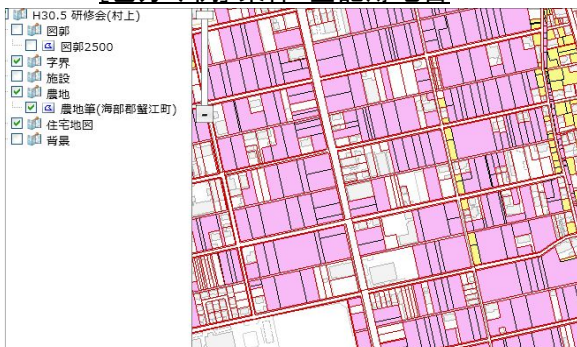 H30.5 研修会(村上)
図郭
図郭2500
字界
施設
農地
農地筆(海部郡蟹江町)
住宅地図
背景